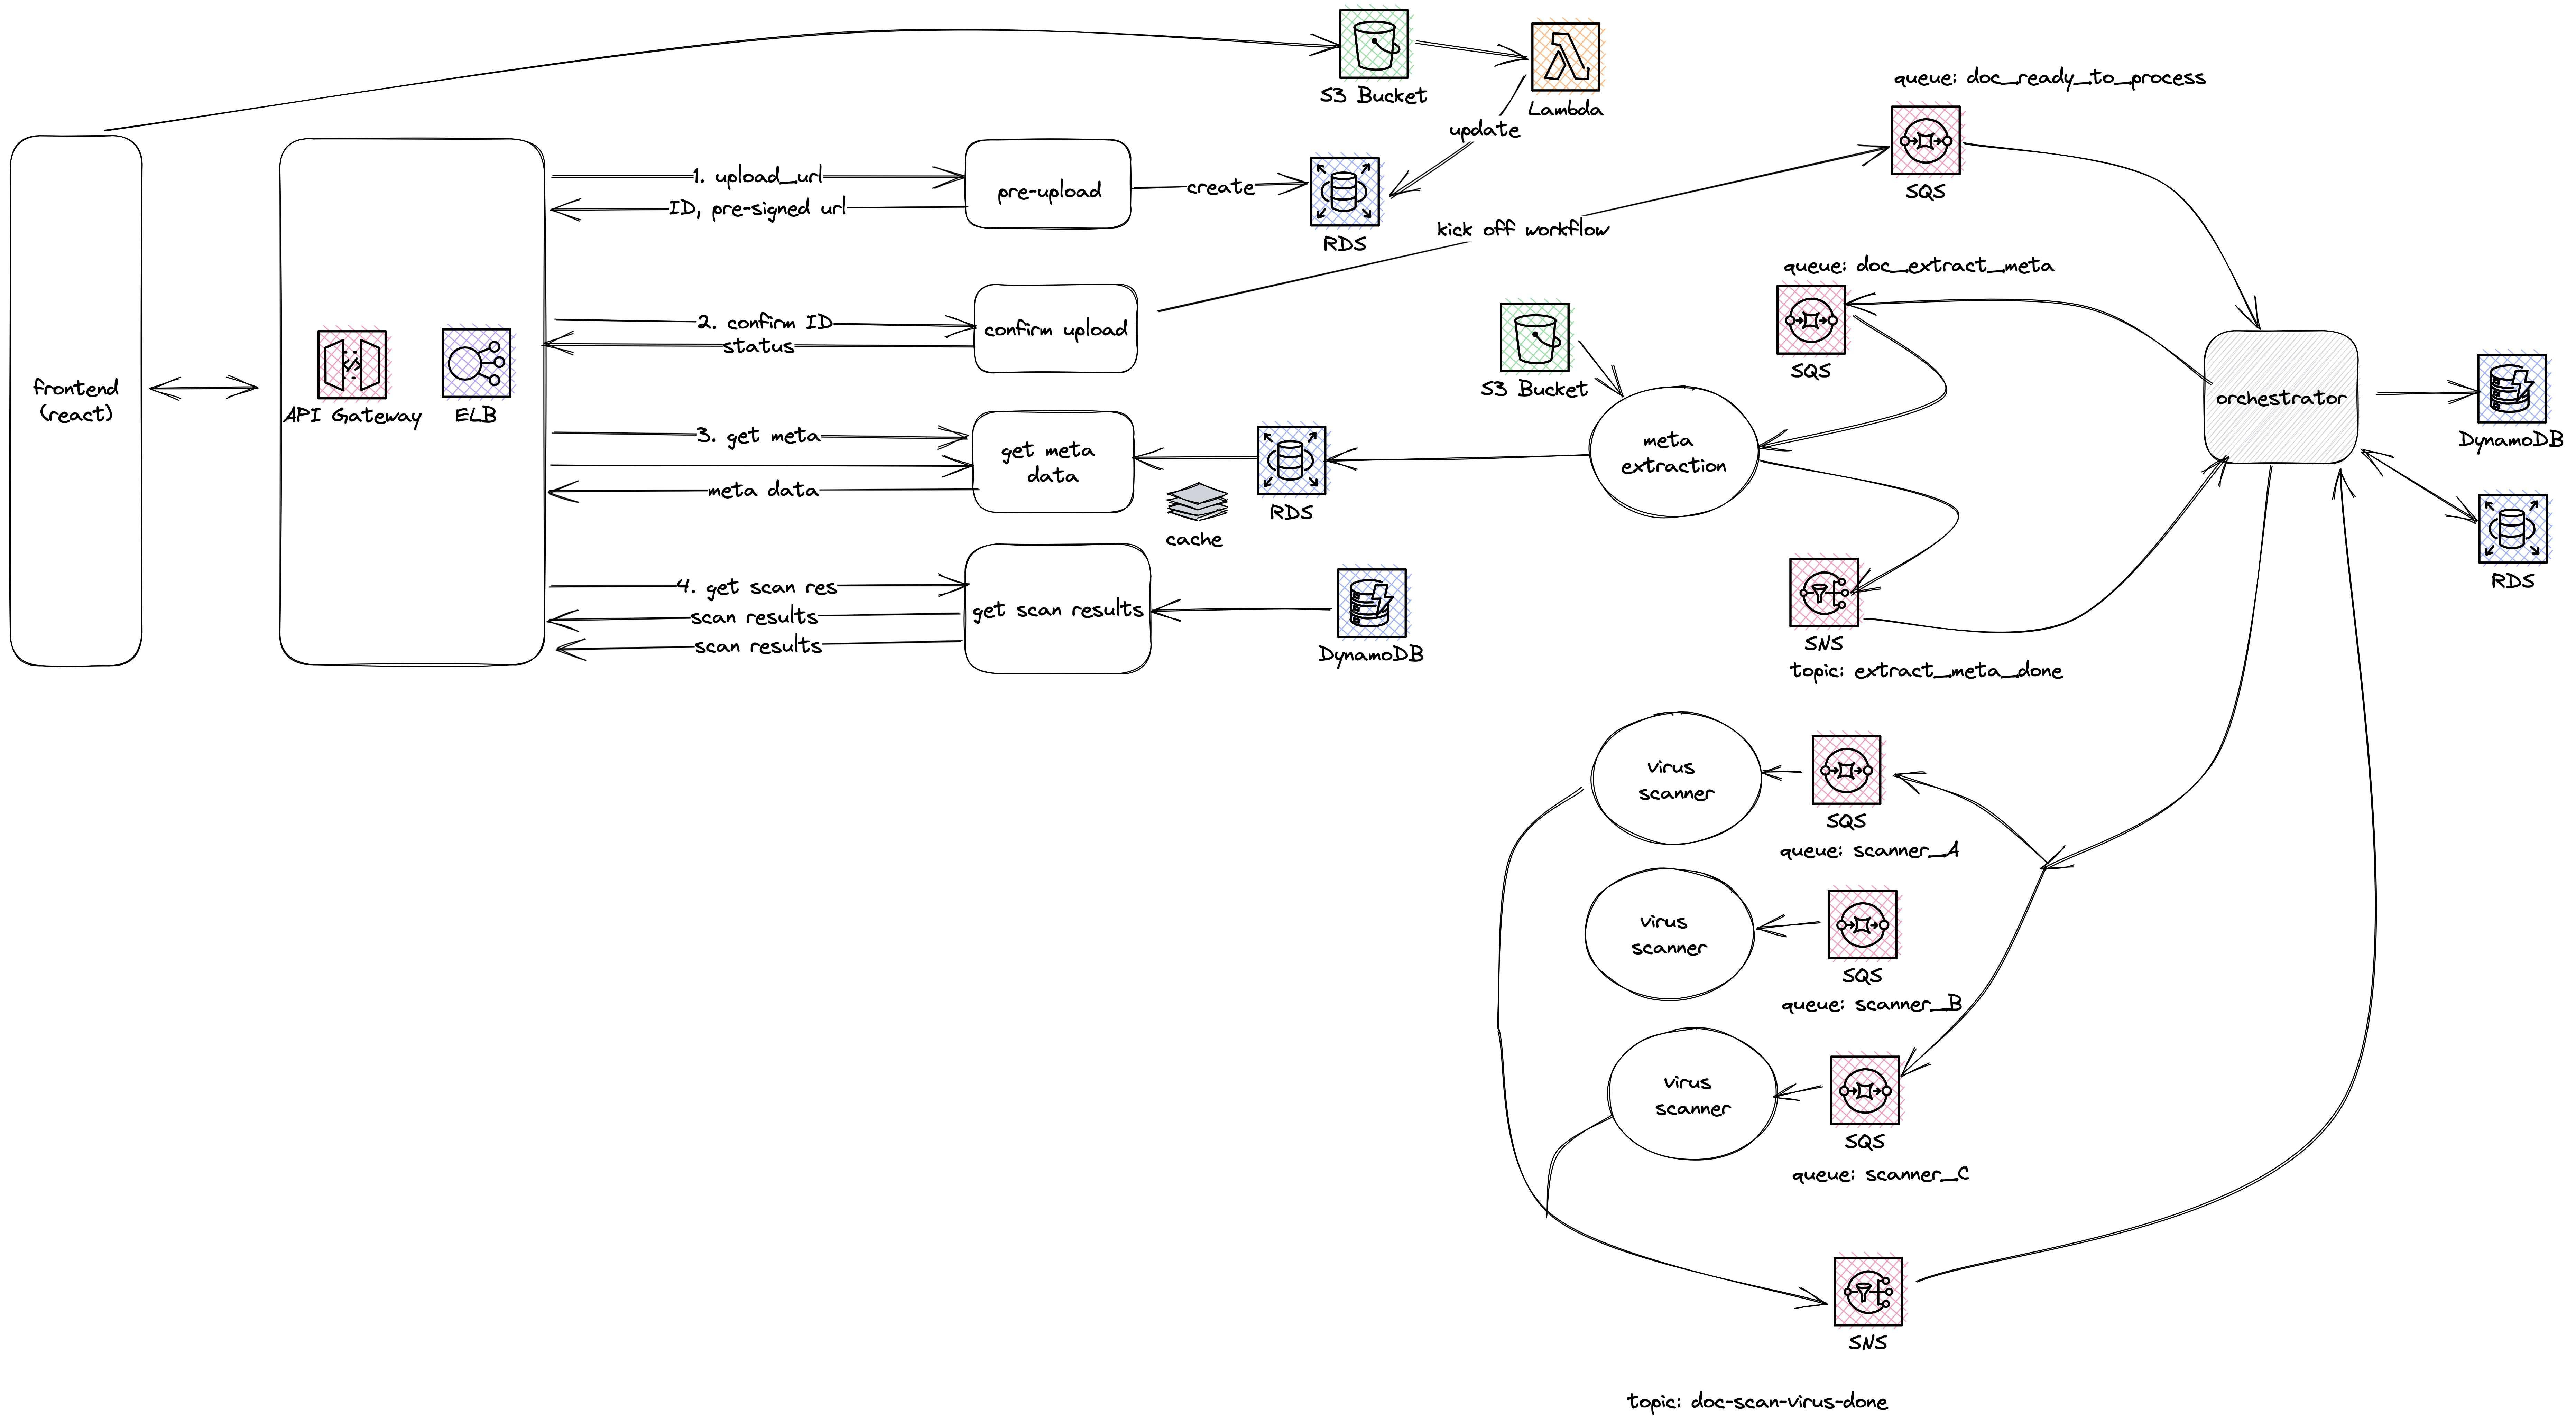 S3 Bucket
Lambda
update
queue: doc_ready_to_process
SQS
frontend
(react)
API Gateway
ELB
1. upload_url
ID, pre-signed url
pre-upload
create
RDS
kick off workflow
2. confirm ID
status
confirm upload
3. get meta
meta data
get meta
data
cache
RDS
4. get scan res
scan results
scan results
get scan results
DynamoDB
S3 Bucket
meta
extraction
queue: doc_extract_meta
SQS
SNS
topic: extract_meta_done
orchestrator
DynamoDB
RDS
virus
scanner
SQS
queue: scanner_A
virus
scanner
SQS
queue: scanner_B
virus
scanner
SQS
queue: scanner_C
SNS
topic: doc-scan-virus-done